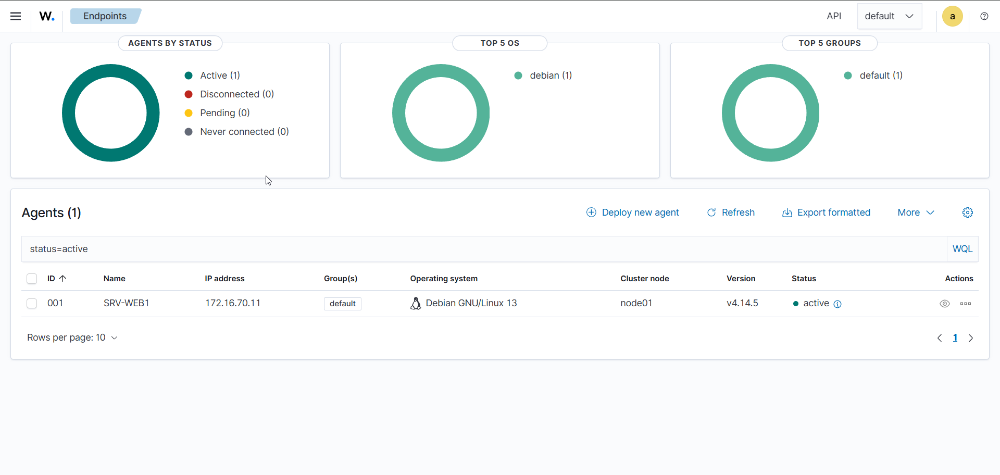 W. Endpoints API default a
AGENTS BY STATUS
Active (1)
Disconnected (0)
Pending (0)
Never connected (0)
TOP 5 OS
debian (1)
TOP 5 GROUPS
default (1)
Agents (1) Deploy new agent Refresh Export formatted More
status=active WQL
ID Name IP address Group(s) Operating system Cluster node Version Status Actions
001 SRV-WEB1 172.16.70.11 default Debian GNU/Linux 13 node01 v4.14.5 active
Rows per page: 10 1